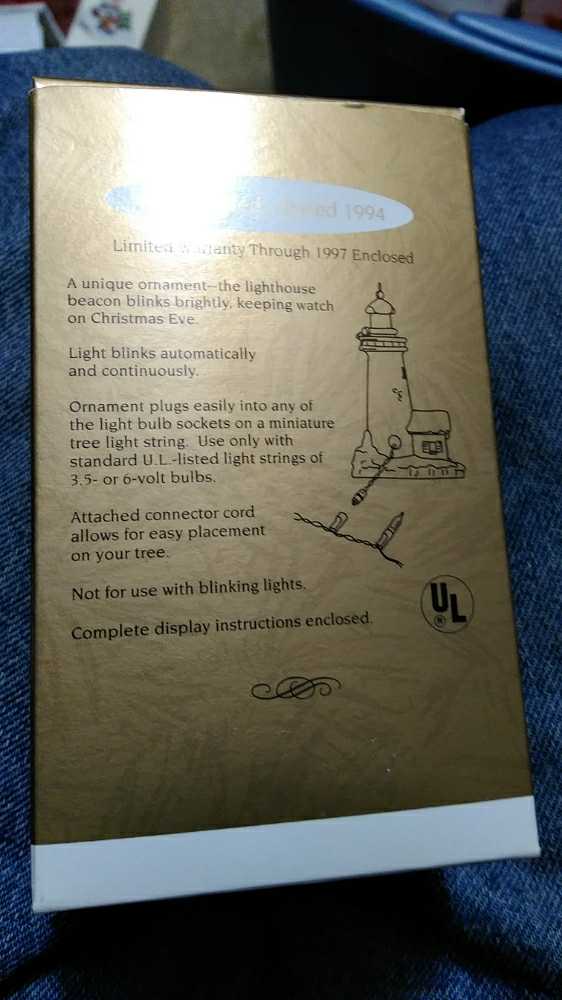 1994
Limited Warranty Through 1997 Enclosed
A unique ornament—the lighthouse
beacon blinks brightly, keeping watch
on Christmas Eve.
Light blinks automatically
and continuously.
Ornament plugs easily into any of
the light bulb sockets on a miniature
tree light string. Use only with
standard U.L.-listed light strings of
3.5- or 6-volt bulbs.
Attached connector cord
allows for easy placement
on your tree.
Not for use with blinking lights.
UL
®
Complete display instructions enclosed.